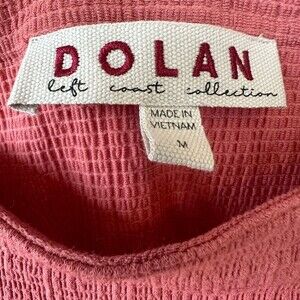 DOLAN
left coast collection
MADE IN
VIETNAM
M